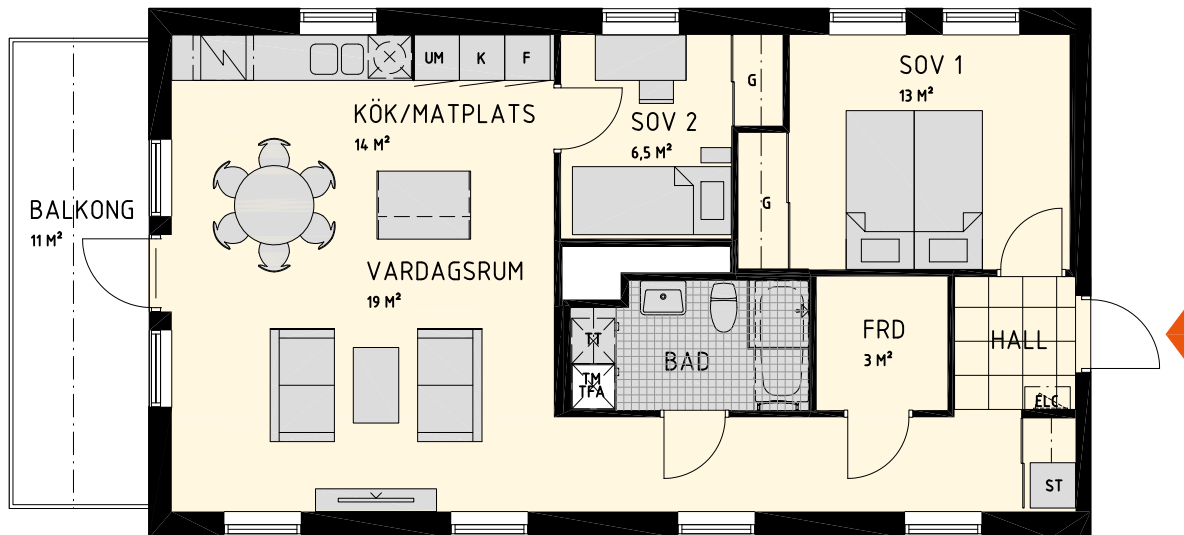 UM
K
F
G
SOV 1
13 M²
KÖK/MATPLATS
14 M²
SOV 2
6,5 M²
G
BALKONG
11 M²
VARDAGSRUM
19 M²
TT
TM
TFA
BAD
FRD
3 M²
HALL
ELC
ST